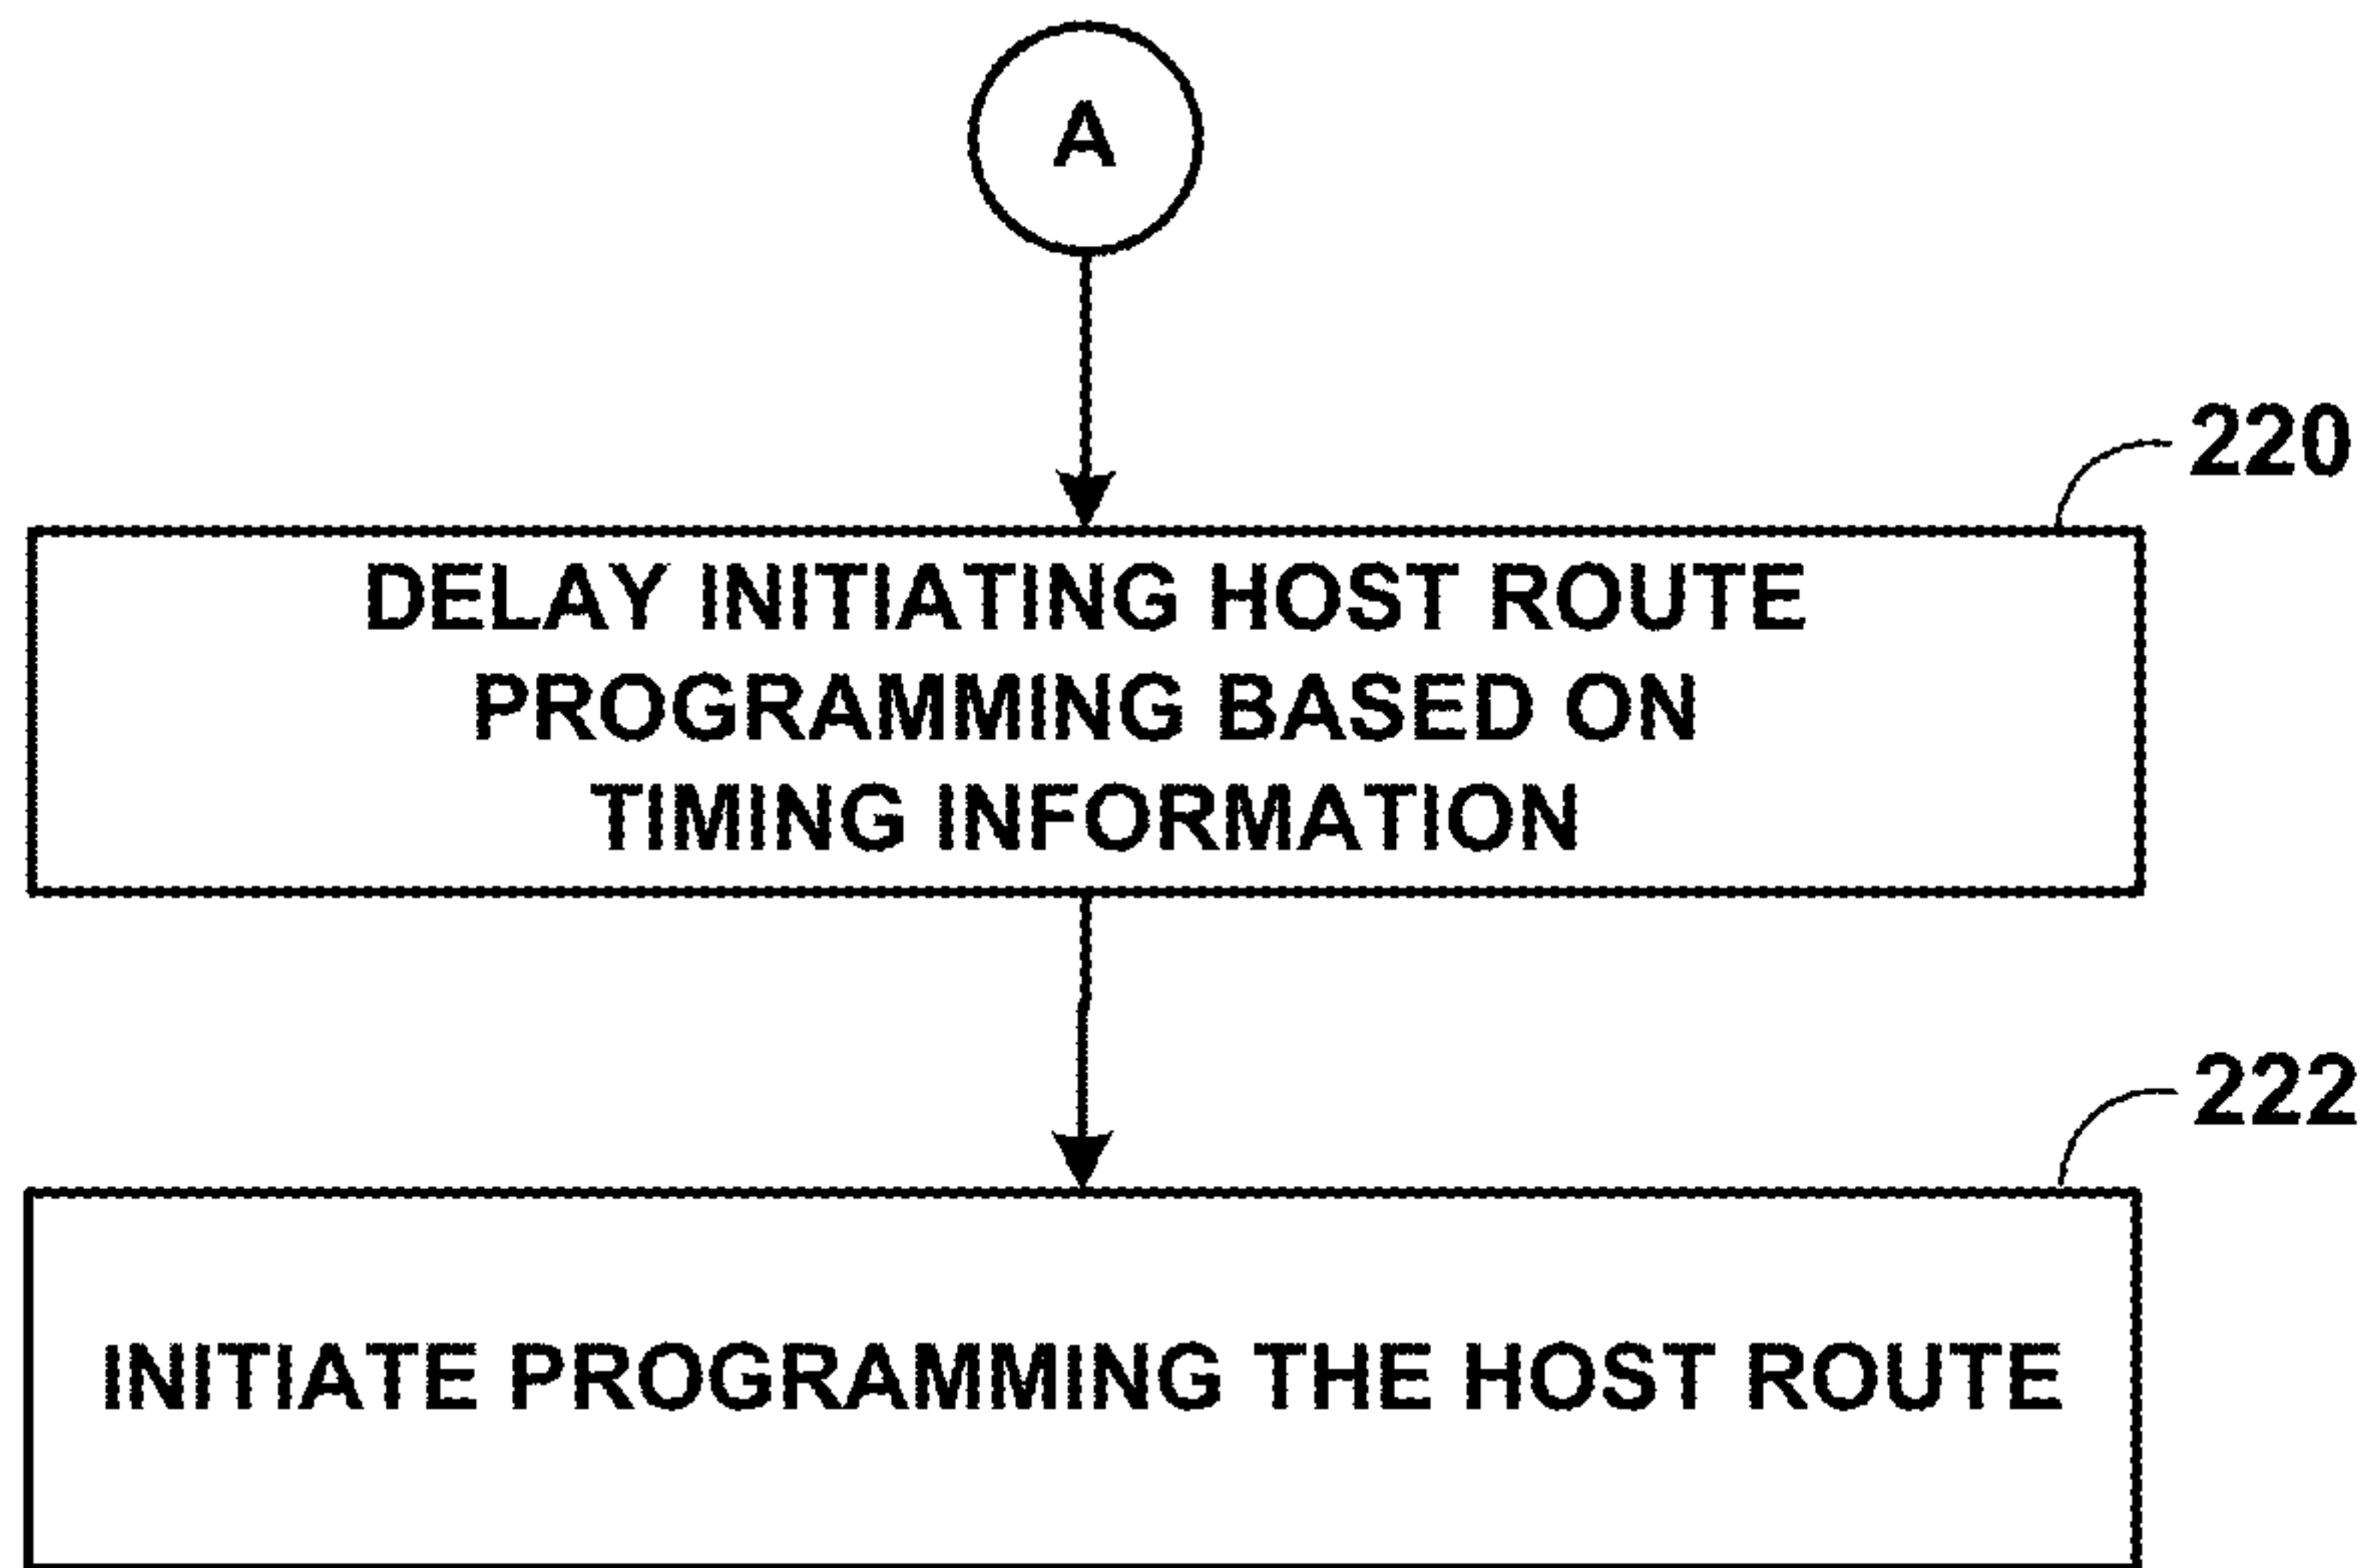 A
220
DELAY INITIATING HOST ROUTE
PROGRAMMING BASED ON
TIMING INFORMATION
222
INITIATE PROGRAMMING THE HOST ROUTE